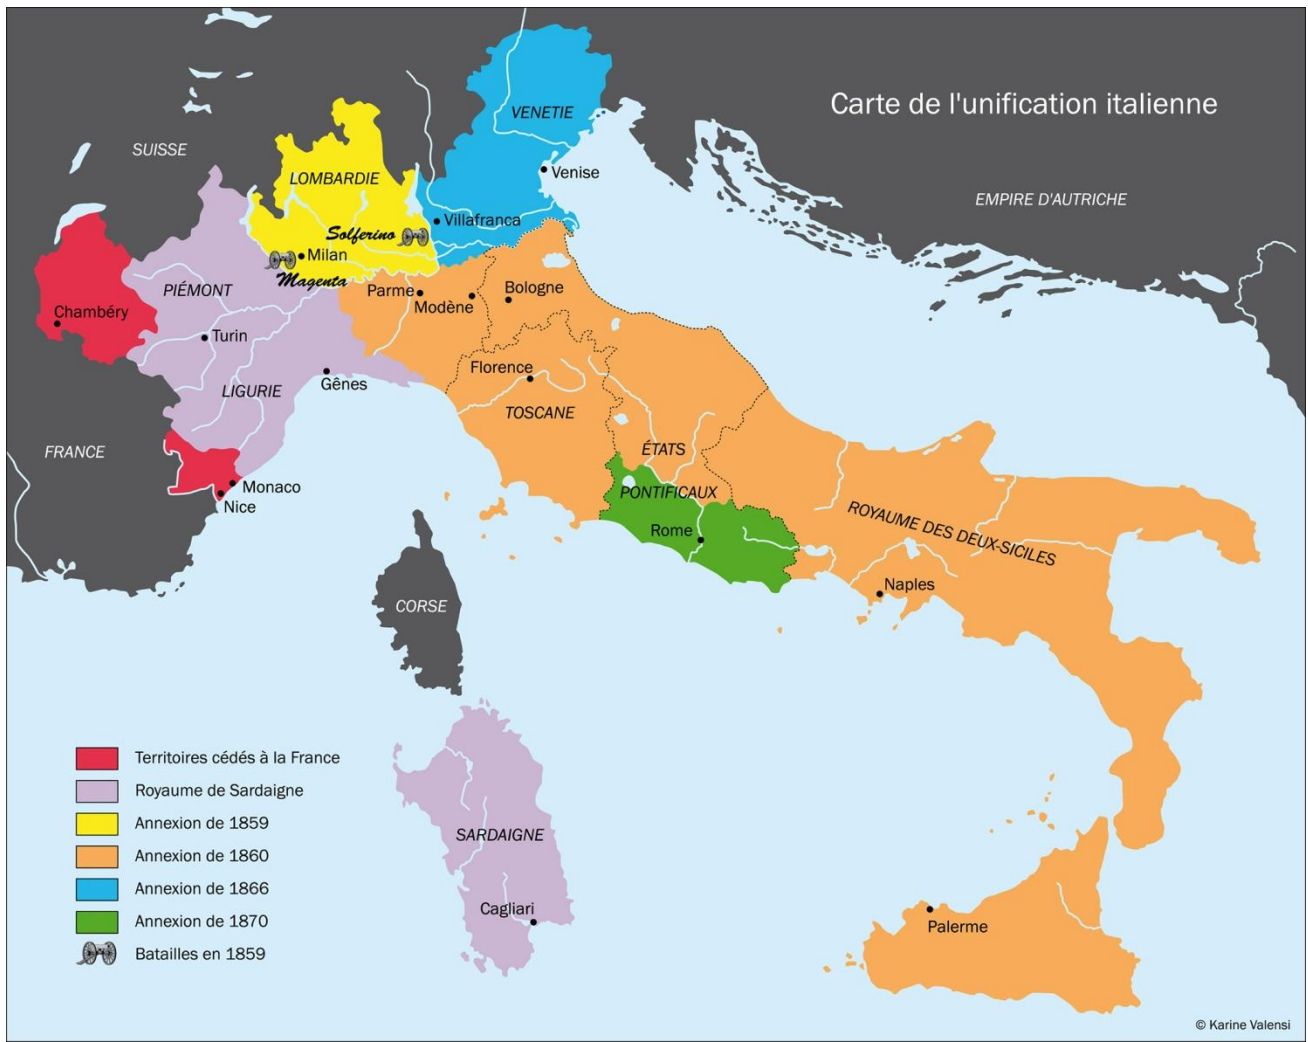 Carte de l'unification italienne
SUISSE
VENETIE
LOMBARDIE
Venise
EMPIRE D'AUTRICHE
Villafranca
Solferino
Milan
Magenta
PIÉMONT
Parme
Modène
Bologne
Chambéry
Turin
Florence
Gênes
LIGURIE
TOSCANE
FRANCE
ÉTATS
PONTIFICAUX
Monaco
Nice
Rome
ROYAUME DES DEUX-SICILES
Naples
CORSE
Territoires cédés à la France
Royaume de Sardaigne
Annexion de 1859
Annexion de 1860
Annexion de 1866
Annexion de 1870
Batailles en 1859
SARDAIGNE
Cagliari
Palerme
© Karine Valensi